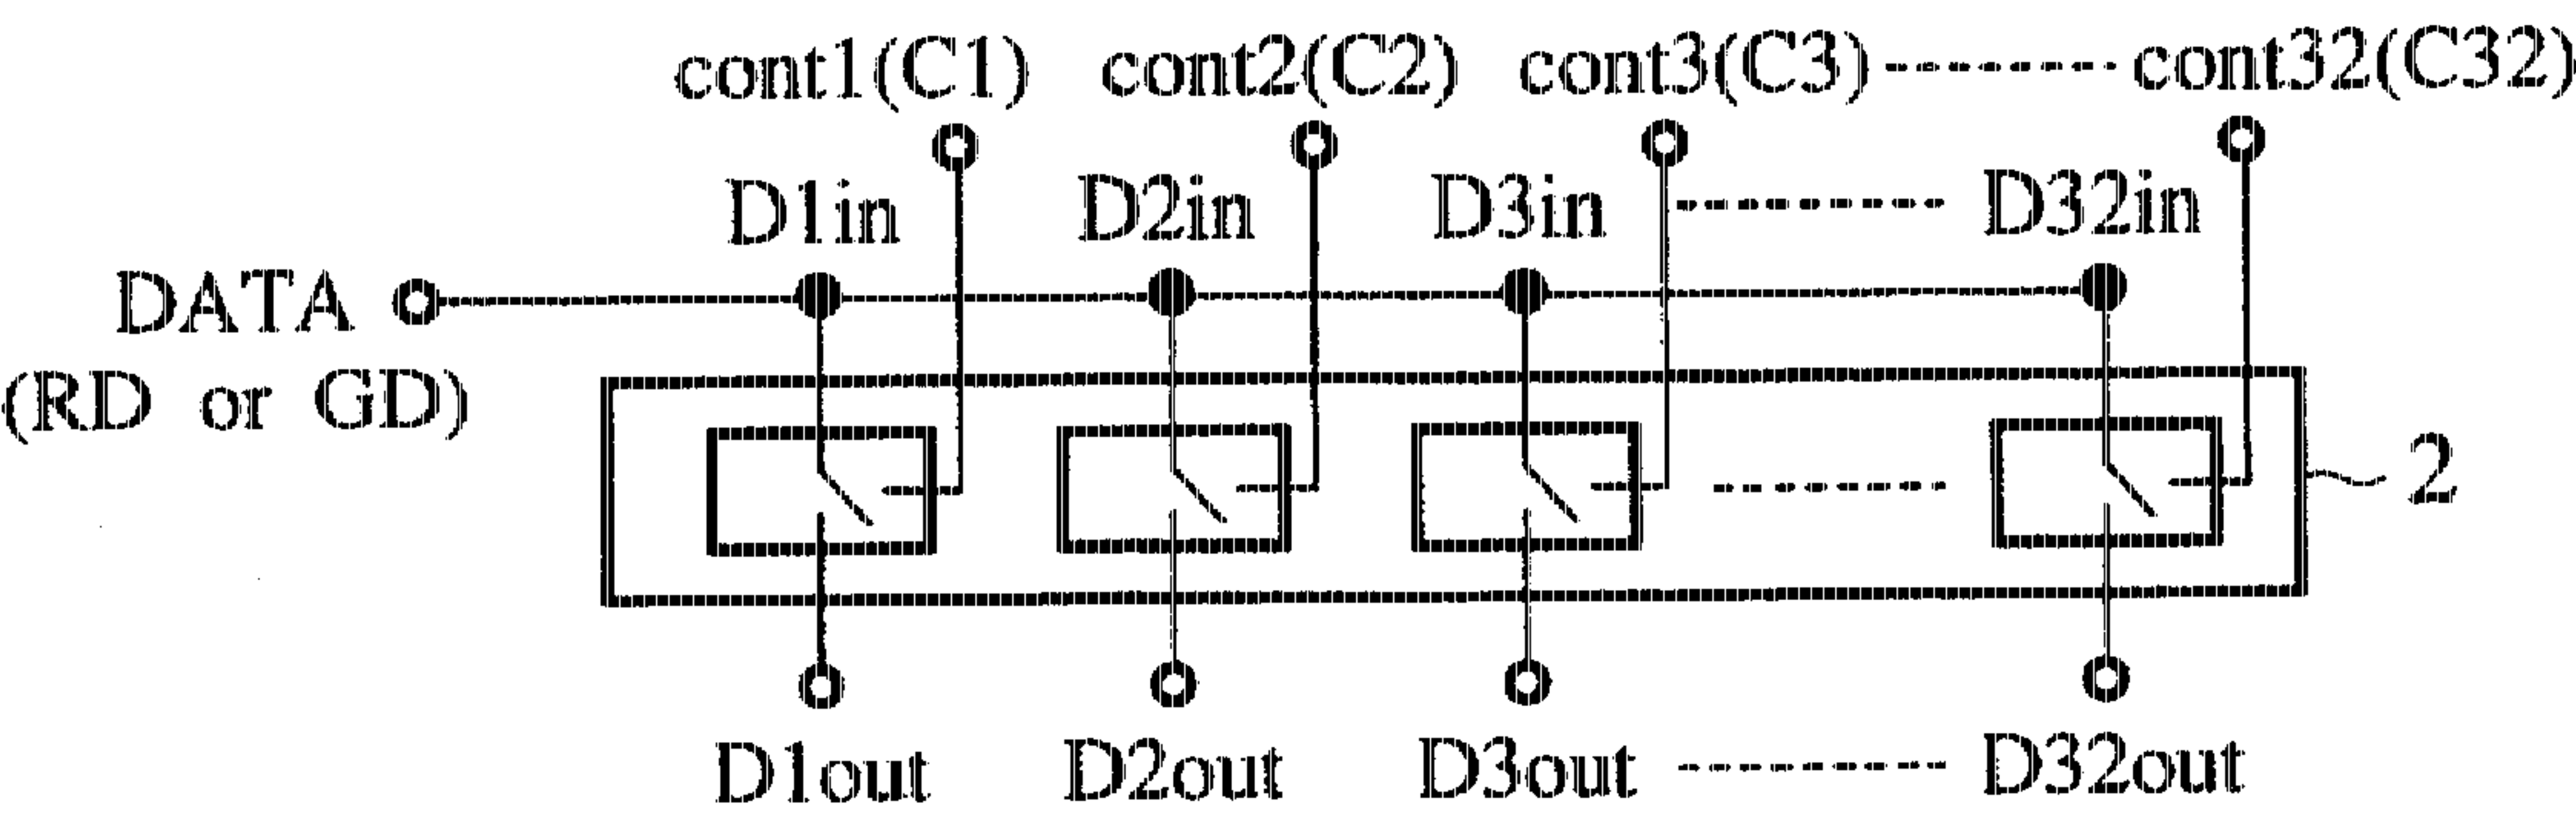 cont1(C1) cont2(C2) cont3(C3) cont32(C32)
D1in D2in D3in D32in
DATA
(RD or GD)
2
D1out D2out D3out D32out